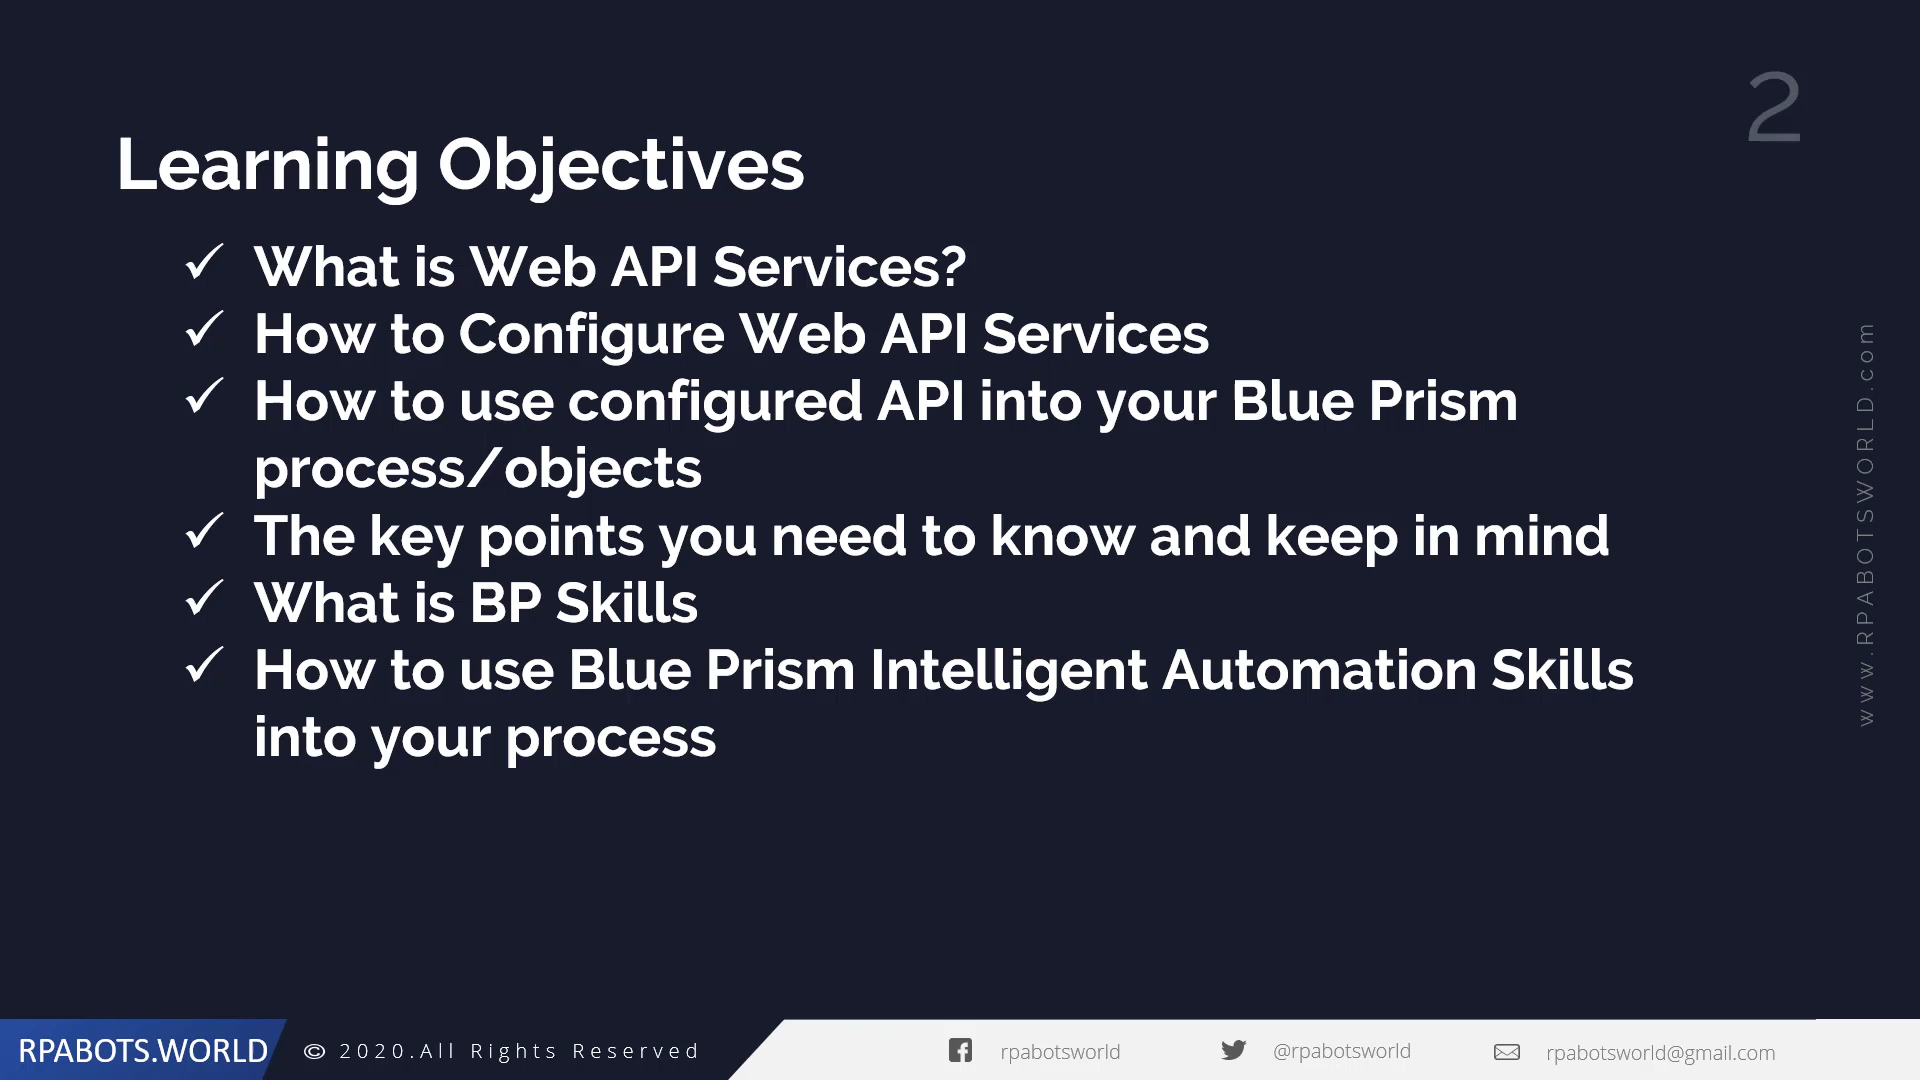 2
Learning Objectives
✓ What is Web API Services?
✓ How to Configure Web API Services
✓ How to use configured API into your Blue Prism
process/objects
✓ The key points you need to know and keep in mind
✓ What is BP Skills
✓ How to use Blue Prism Intelligent Automation Skills
into your process
www.RPABOTSWORLD.com
RPABOTS.WORLD
© 2020.All Rights Reserved
rpabotsworld
@rpabotsworld
rpabotsworld@gmail.com